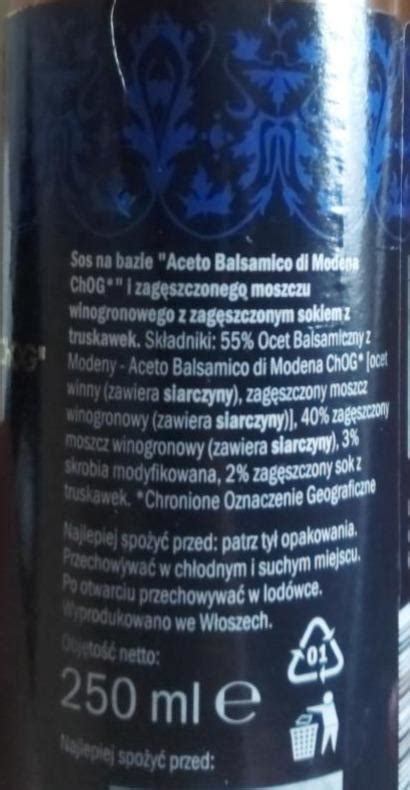 Sos na bazie "Aceto Balsamico di Modena
ChOG*" i zagęszczonego moszczu
winogronowego z zagęszczonym sokiem z
truskawek. Składniki: 55% Ocet Balsamiczny z
Modeny - Aceto Balsamico di Modena ChOG* [ocet
winny (zawiera siarczyny), zagęszczony moszcz
winogronowy (zawiera siarczyny)], 40% zagęszczony
moszcz winogronowy (zawiera siarczyny), 3%
skrobia modyfikowana, 2% zagęszczony sok z
truskawek. *Chronione Oznaczenie Geograficzne
Najlepiej spożyć przed: patrz tył opakowania.
Przechowywać w chłodnym i suchym miejscu.
Po otwarciu przechowywać w lodówce.
Wyprodukowano we Włoszech.
Objętość netto:
250 ml e
01
Najlepiej spożyć przed: